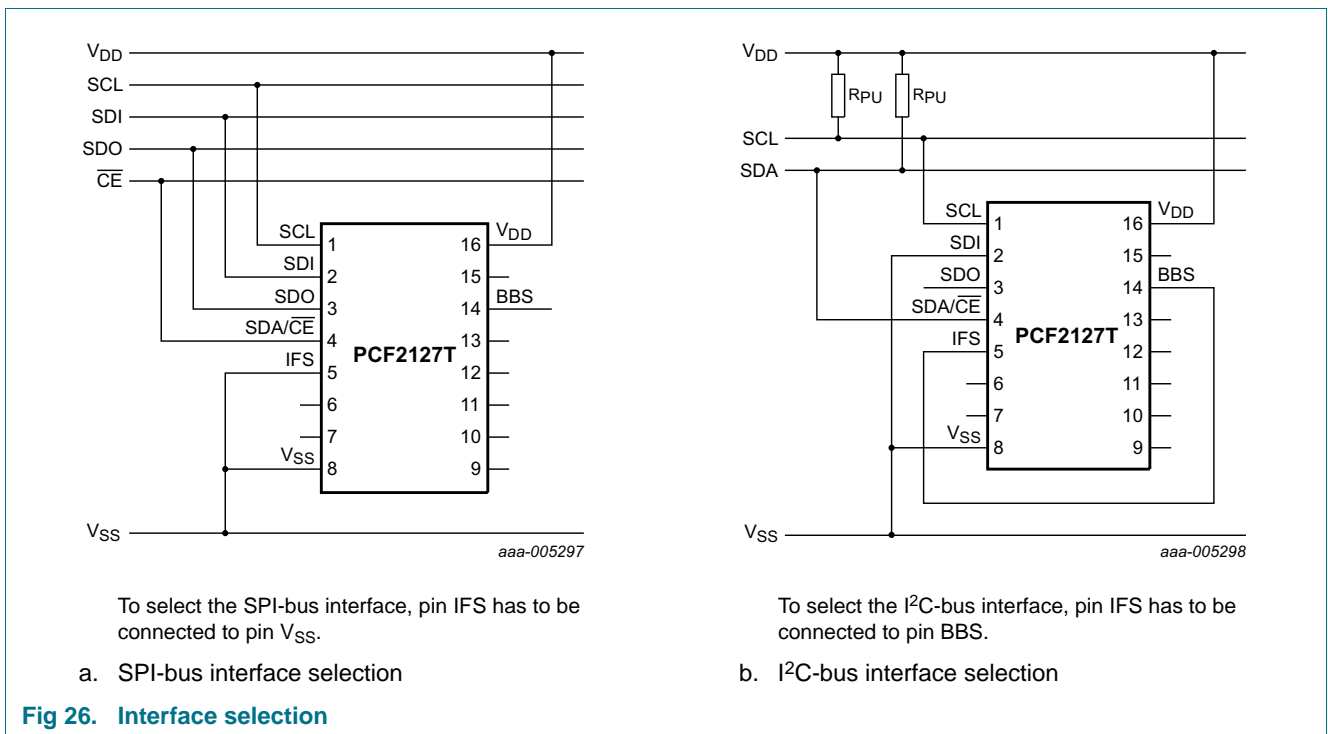 VDD
SCL
SDI
SDO
CE
SCL
SDI
SDO
SDA/CE
IFS
VSS
1
2
3
4
5
6
7
8
PCF2127T
16
15
14
13
12
11
10
9
VDD
BBS
VSS
aaa-005297
To select the SPI-bus interface, pin IFS has to be
connected to pin VSS.
a. SPI-bus interface selection
VDD
RPU
RPU
SCL
SDA
SCL
SDI
SDO
SDA/CE
IFS
VSS
1
2
3
4
5
6
7
8
PCF2127T
16
15
14
13
12
11
10
9
VDD
BBS
VSS
aaa-005298
To select the I2C-bus interface, pin IFS has to be
connected to pin BBS.
b. I2C-bus interface selection
Fig 26. Interface selection